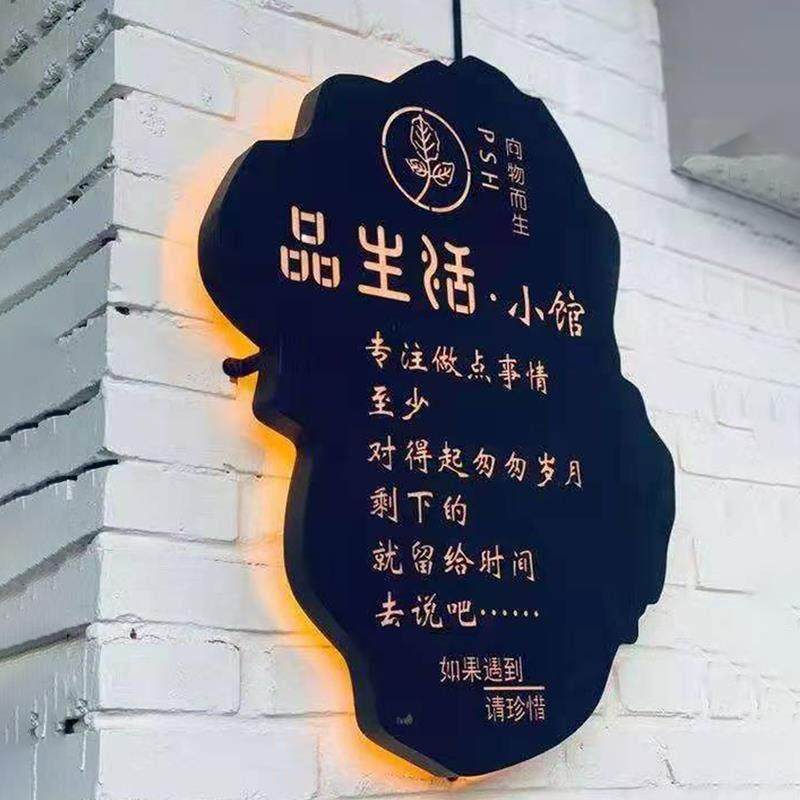 向物而生
PSH
品生活·小馆
专注做点事情
至少
对得起匆匆岁月
剩下的
就留给时间
去说吧……
如果遇到
请珍惜